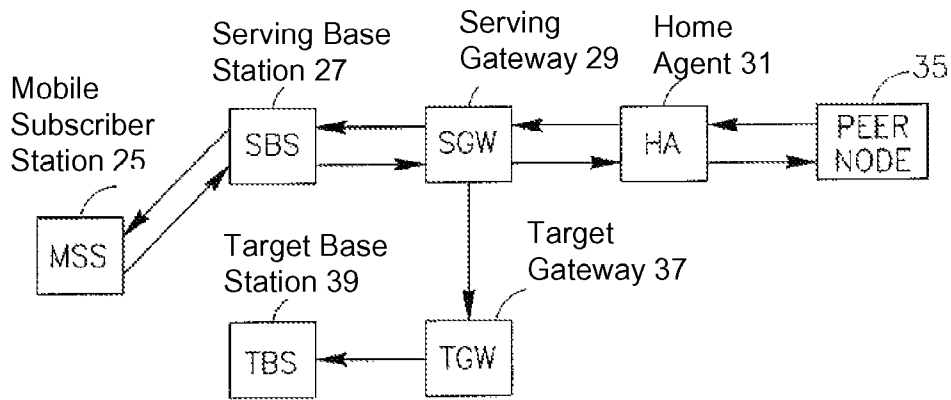 Serving Base
Station 27
Serving
Gateway 29
Home
Agent 31
35
Mobile
Subscriber
Station 25
SBS
SGW
HA
PEER
NODE
MSS
Target Base
Station 39
Target
Gateway 37
TBS
TGW